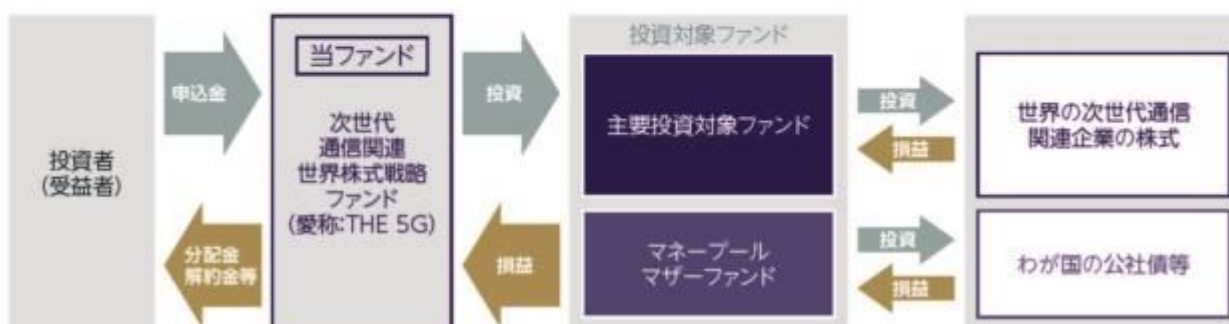 投資者
(受益者)
申込金
分配金
解約金等
当ファンド
次世代
通信関連
世界株式戦略
ファンド
(愛称:THE 5G)
投資
損益
投資対象ファンド
主要投資対象ファンド
マネープール
マザーファンド
投資
損益
投資
損益
世界の次世代通信
関連企業の株式
わが国の公社債等